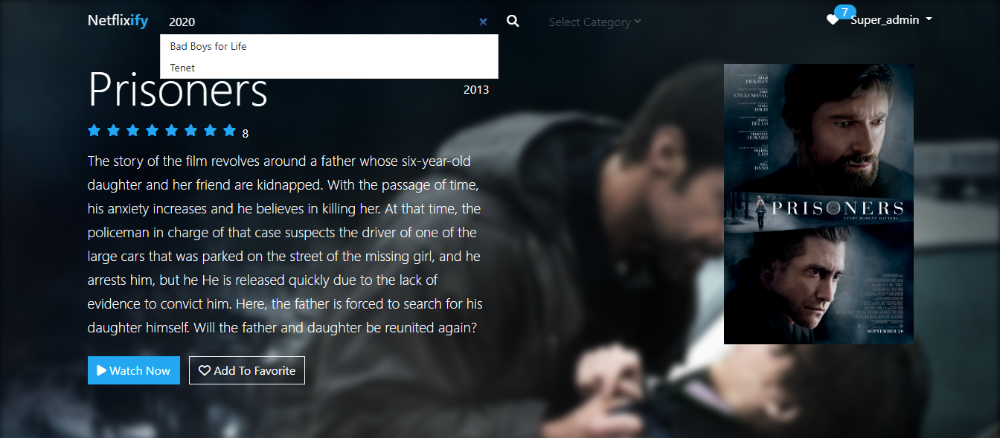 Netflixify 2020 Select Category 7 Super_admin
Bad Boys for Life
Tenet
Prisoners 2013
8
The story of the film revolves around a father whose six-year-old
daughter and her friend are kidnapped. With the passage of time,
his anxiety increases and he believes in killing her. At that time, the
policeman in charge of that case suspects the driver of one of the
large cars that was parked on the street of the missing girl, and he
arrests him, but he He is released quickly due to the lack of
evidence to convict him. Here, the father is forced to search for his
daughter himself. Will the father and daughter be reunited again?
Watch Now Add To Favorite
HUGH
JACKMAN
JAKE
GYLLENHAAL
VIOLA
DAVIS
MARIA
BELLO
TERRENCE
HOWARD
MELISSA
LEO
PAUL
DANO
PRISONERS
EVERY MOMENT MATTERS
SEPTEMBER 20